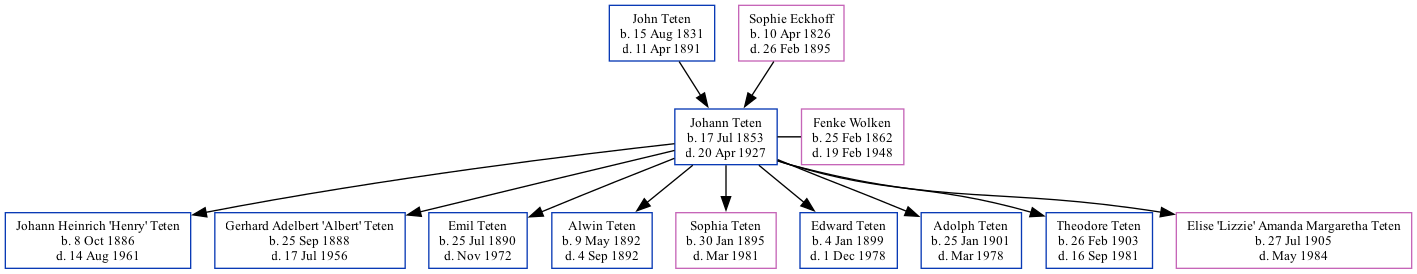 John Teten
b. 15 Aug 1831
d. 11 Apr 1891
Sophie Eckhoff
b. 10 Apr 1826
d. 26 Feb 1895
Johann Teten
b. 17 Jul 1853
d. 20 Apr 1927
Fenke Wolken
b. 25 Feb 1862
d. 19 Feb 1948
Johann Heinrich 'Henry' Teten
b. 8 Oct 1886
d. 14 Aug 1961
Gerhard Adelbert 'Albert' Teten
b. 25 Sep 1888
d. 17 Jul 1956
Emil Teten
b. 25 Jul 1890
d. Nov 1972
Alwin Teten
b. 9 May 1892
d. 4 Sep 1892
Sophia Teten
b. 30 Jan 1895
d. Mar 1981
Edward Teten
b. 4 Jan 1899
d. 1 Dec 1978
Adolph Teten
b. 25 Jan 1901
d. Mar 1978
Theodore Teten
b. 26 Feb 1903
d. 16 Sep 1981
Elise 'Lizzie' Amanda Margaretha Teten
b. 27 Jul 1905
d. May 1984